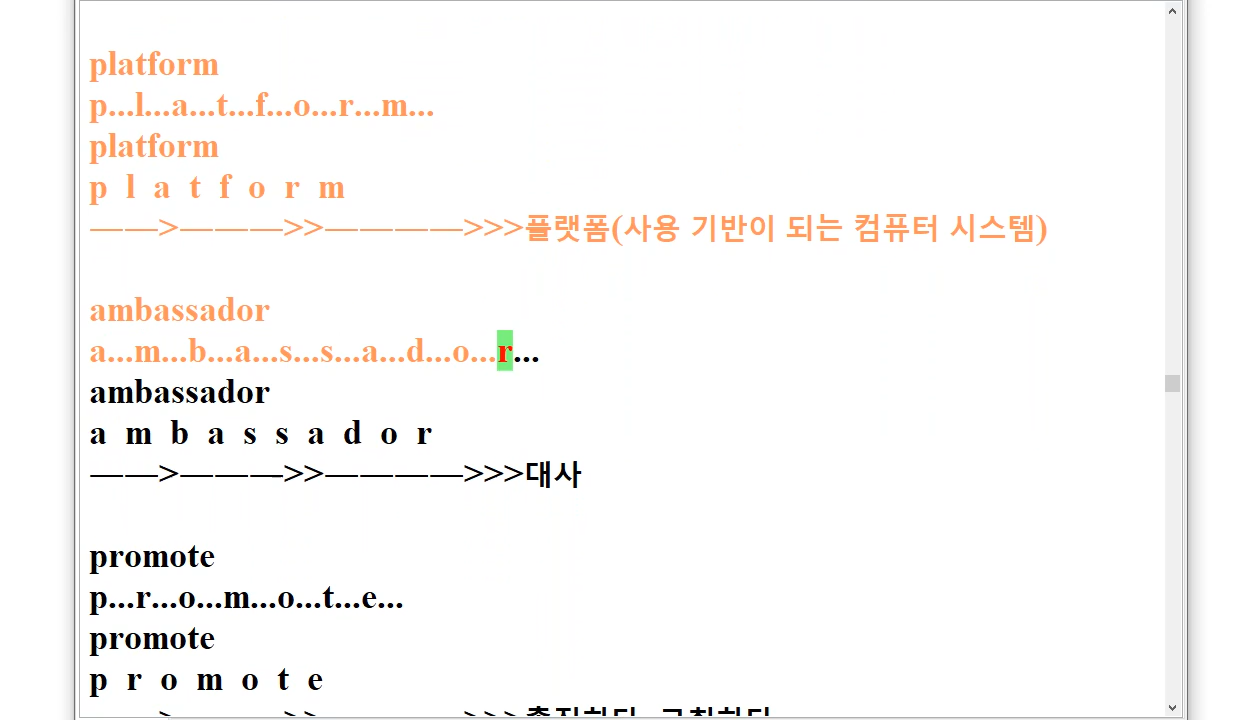 platform
p...l...a...t...f...o...r...m...
platform
p l a t f o r m
——>———>>————>>>플랫폼(사용 기반이 되는 컴퓨터 시스템)
ambassador
a...m...b...a...s...s...a...d...o...r...
ambassador
a m b a s s a d o r
——>———>>————>>>대사
promote
p...r...o...m...o...t...e...
promote
p r o m o t e